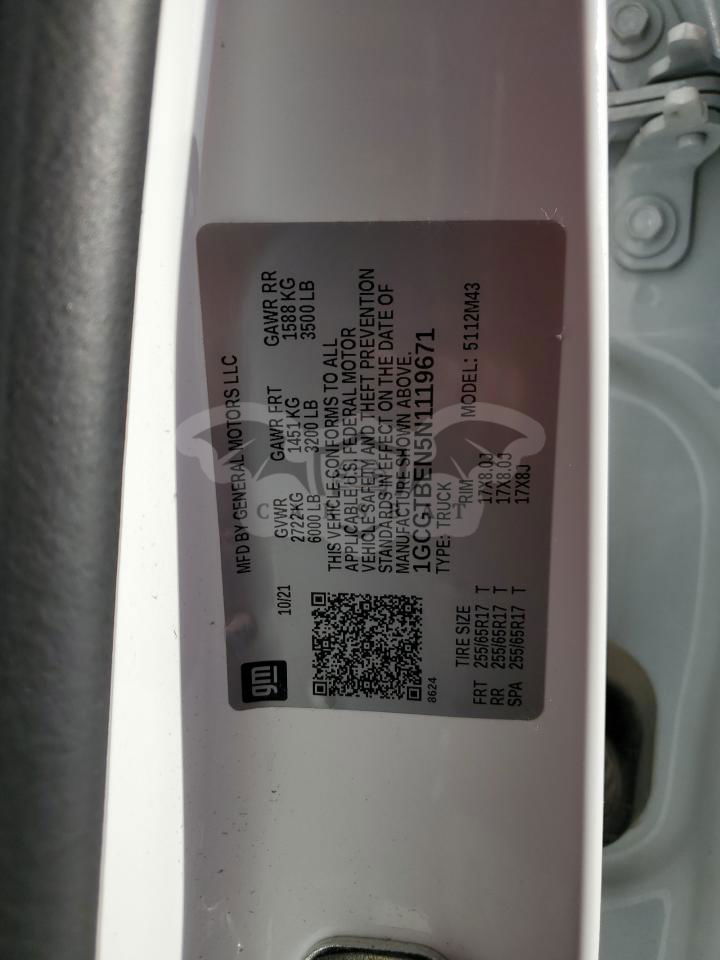 gm
MFD BY GENERAL MOTORS LLC
10/21
GVWR GAWR FRT GAWR RR
2722 KG 1451 KG 1588 KG
6000 LB 3200 LB 3500 LB
THIS VEHICLE CONFORMS TO ALL
APPLICABLE U.S. FEDERAL MOTOR
VEHICLE SAFETY AND THEFT PREVENTION
STANDARDS IN EFFECT ON THE DATE OF
MANUFACTURE SHOWN ABOVE.
1GCGTBEN5N1119671
8624
TYPE: TRUCK MODEL: 5112M43
TIRE SIZE RIM
FRT 255/65R17 T 17X8.0J
RR 255/65R17 T 17X8.0J
SPA 255/65R17 T 17X8J